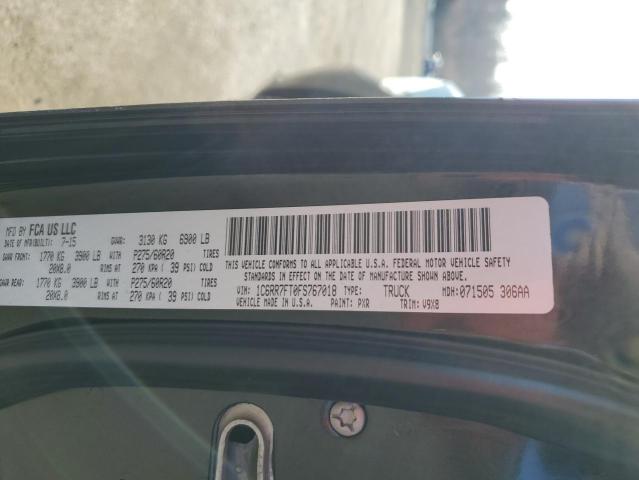 MFD BY FCA US LLC
DATE OF MFR(BUILT): 7-15 GVWR: 3130 KG 6900 LB
GAWR FRONT: 1770 KG 3900 LB WITH P275/60R20 TIRES
20X8.0 RIMS AT 270 KPA( 39 PSI) COLD
GAWR REAR: 1770 KG 3900 LB WITH P275/60R20 TIRES
20X8.0 RIMS AT 270 KPA( 39 PSI) COLD
THIS VEHICLE CONFORMS TO ALL APPLICABLE U.S.A. FEDERAL MOTOR VEHICLE SAFETY
STANDARDS IN EFFECT ON THE DATE OF MANUFACTURE SHOWN ABOVE.
VIN: 1C6RR7FT0FS767018 TYPE: TRUCK MDH: 071505 306AA
VEHICLE MADE IN U.S.A. PAINT: PXR TRIM: V9X8